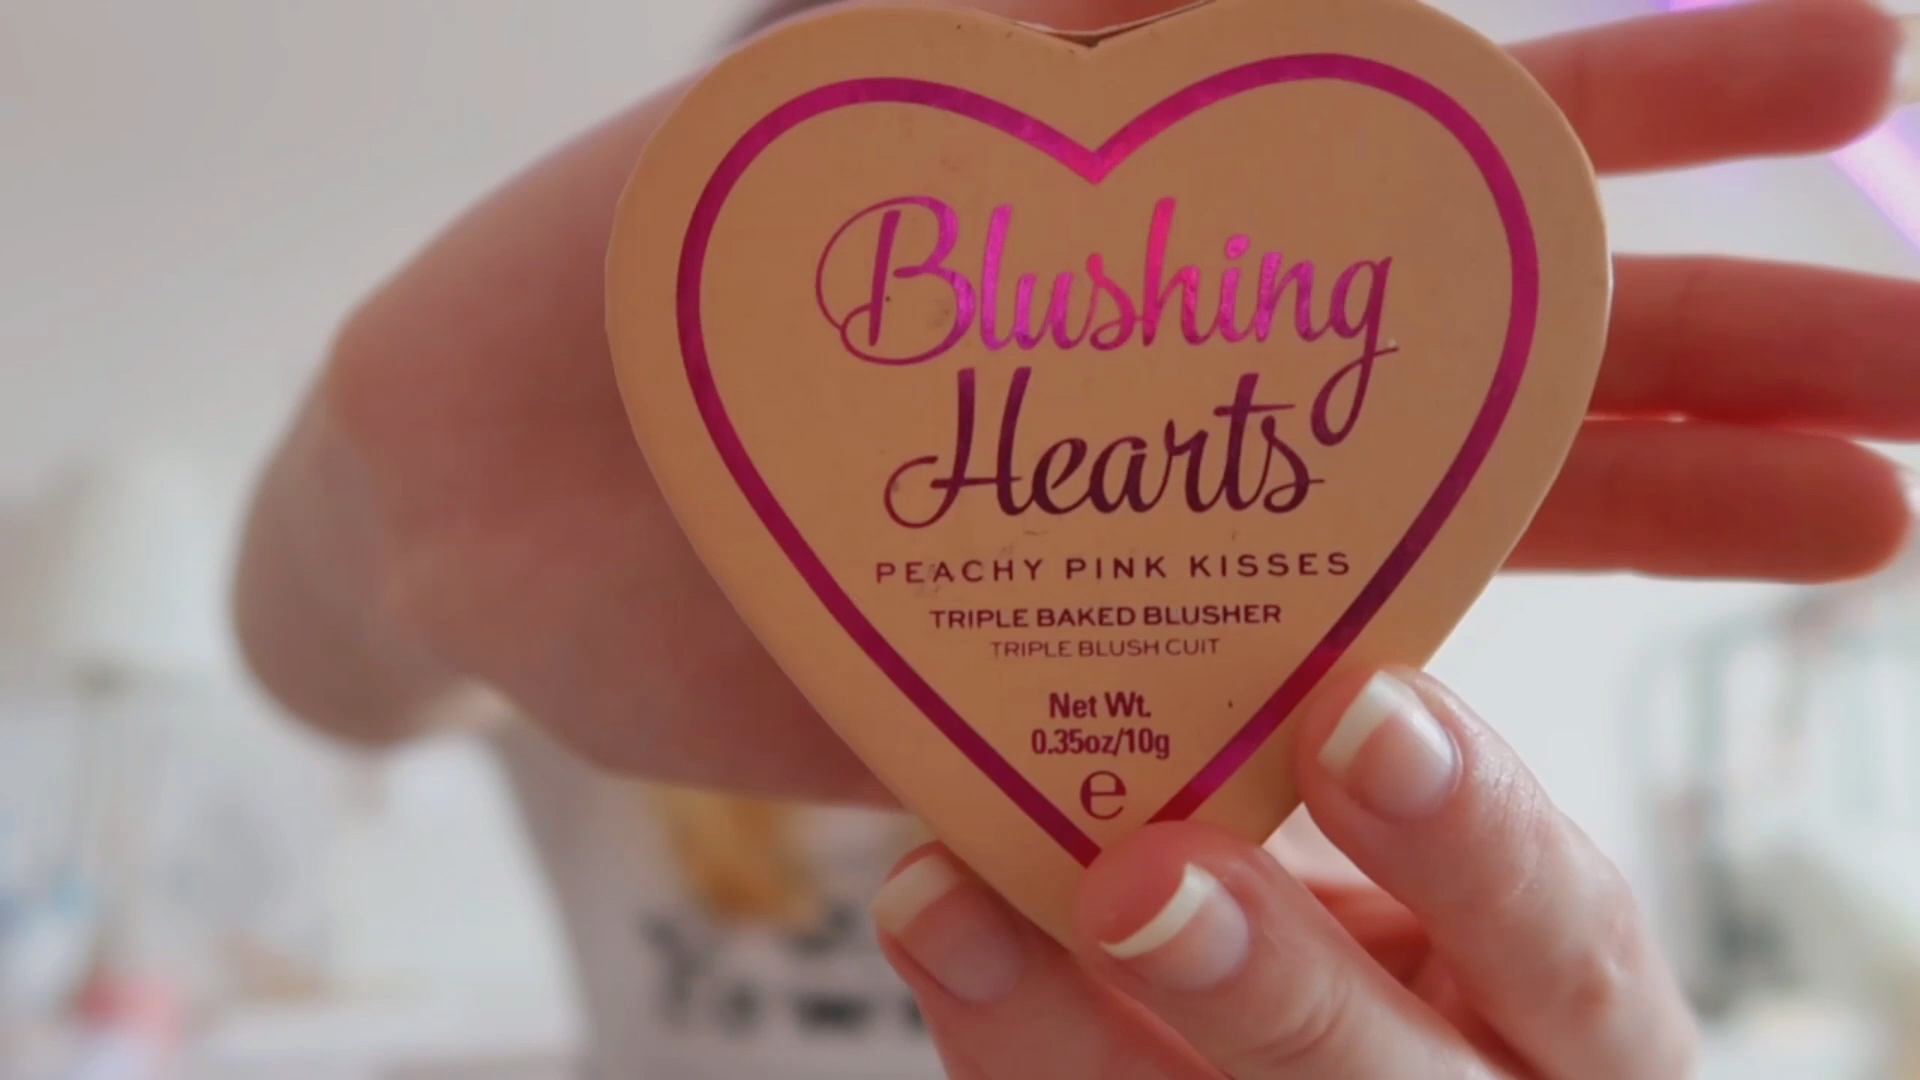 Blushing
Hearts
PEACHY PINK KISSES
TRIPLE BAKED BLUSHER
TRIPLE BLUSH CUIT
Net Wt.
0.35oz/10g
e